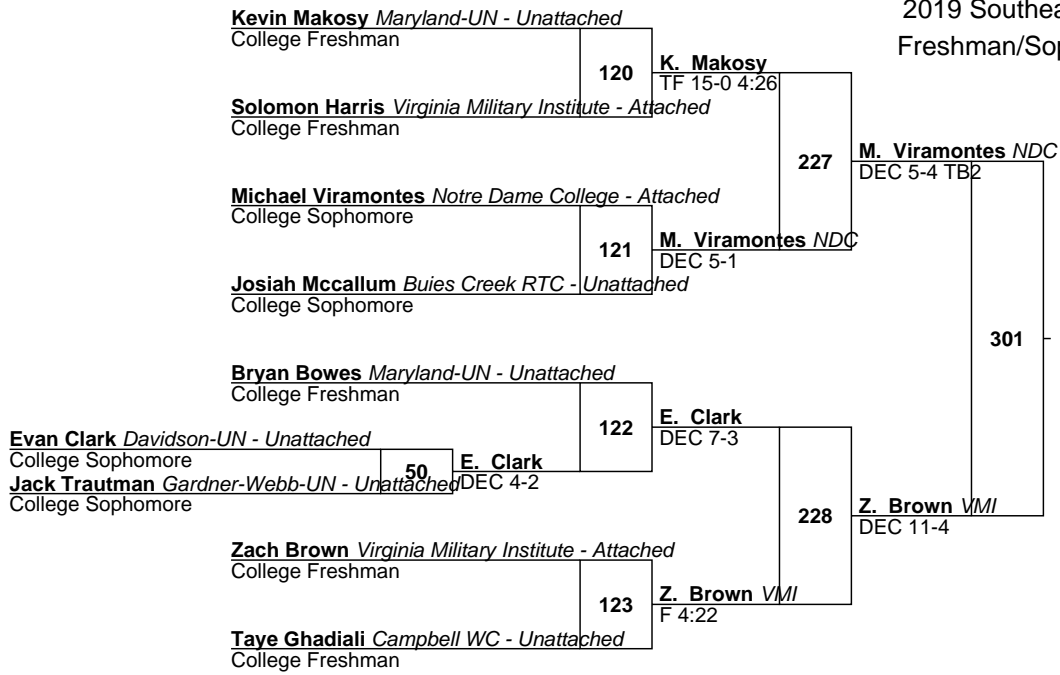 2019 Southea
Freshman/Sop
Kevin Makosy Maryland-UN - Unattached
College Freshman
120
K. Makosy
TF 15-0 4:26
Solomon Harris Virginia Military Institute - Attached
College Freshman
227
M. Viramontes NDC
DEC 5-4 TB2
Michael Viramontes Notre Dame College - Attached
College Sophomore
121
M. Viramontes NDC
DEC 5-1
Josiah Mccallum Buies Creek RTC - Unattached
College Sophomore
301
Bryan Bowes Maryland-UN - Unattached
College Freshman
122
E. Clark
DEC 7-3
Evan Clark Davidson-UN - Unattached
College Sophomore
50
E. Clark
DEC 4-2
Jack Trautman Gardner-Webb-UN - Unattached
College Sophomore
228
Z. Brown VMI
DEC 11-4
Zach Brown Virginia Military Institute - Attached
College Freshman
123
Z. Brown VMI
F 4:22
Taye Ghadiali Campbell WC - Unattached
College Freshman